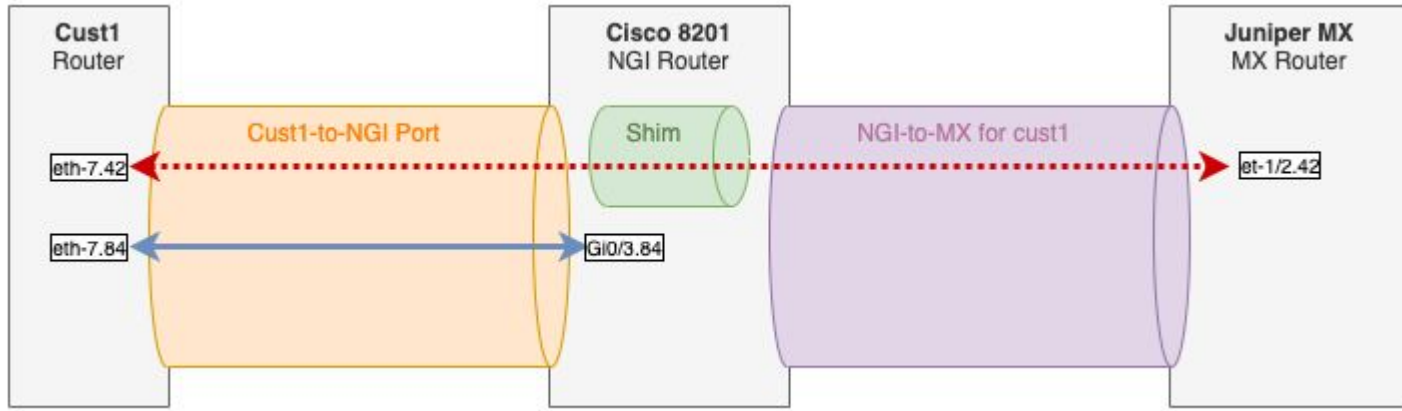 Cust1
Router
Cisco 8201
NGI Router
Juniper MX
MX Router
Cust1-to-NGI Port
Shim
NGI-to-MX for cust1
eth-7.42
et-1/2.42
eth-7.84
Gi0/3.84